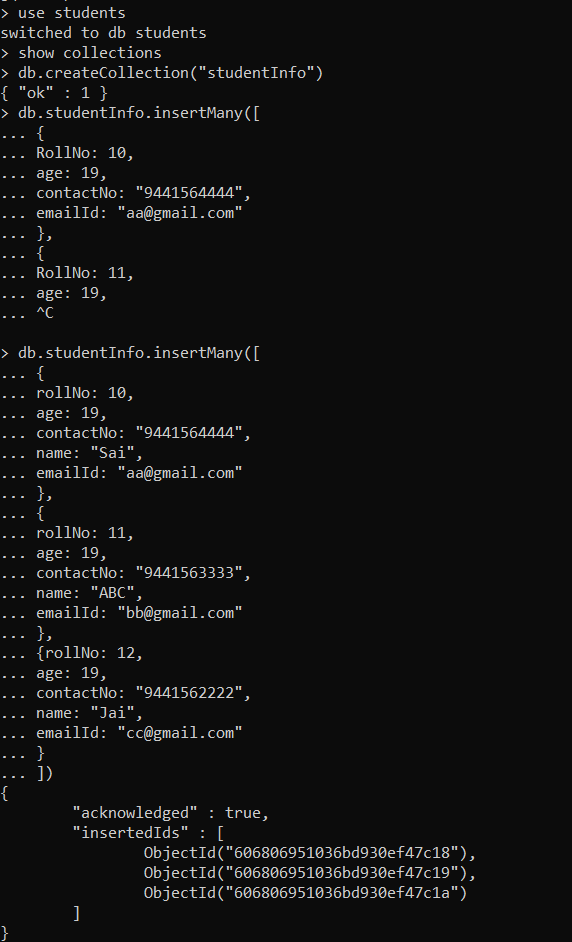 > use students
switched to db students
> show collections
> db.createCollection("studentInfo")
{ "ok" : 1 }
> db.studentInfo.insertMany([
... {
... RollNo: 10,
... age: 19,
... contactNo: "9441564444",
... emailId: "aa@gmail.com"
... },
... {
... RollNo: 11,
... age: 19,
... ^C

> db.studentInfo.insertMany([
... {
... rollNo: 10,
... age: 19,
... contactNo: "9441564444",
... name: "Sai",
... emailId: "aa@gmail.com"
... },
... {
... rollNo: 11,
... age: 19,
... contactNo: "9441563333",
... name: "ABC",
... emailId: "bb@gmail.com"
... },
... {rollNo: 12,
... age: 19,
... contactNo: "9441562222",
... name: "Jai",
... emailId: "cc@gmail.com"
... }
... ])
{
        "acknowledged" : true,
        "insertedIds" : [
                ObjectId("606806951036bd930ef47c18"),
                ObjectId("606806951036bd930ef47c19"),
                ObjectId("606806951036bd930ef47c1a")
        ]
}